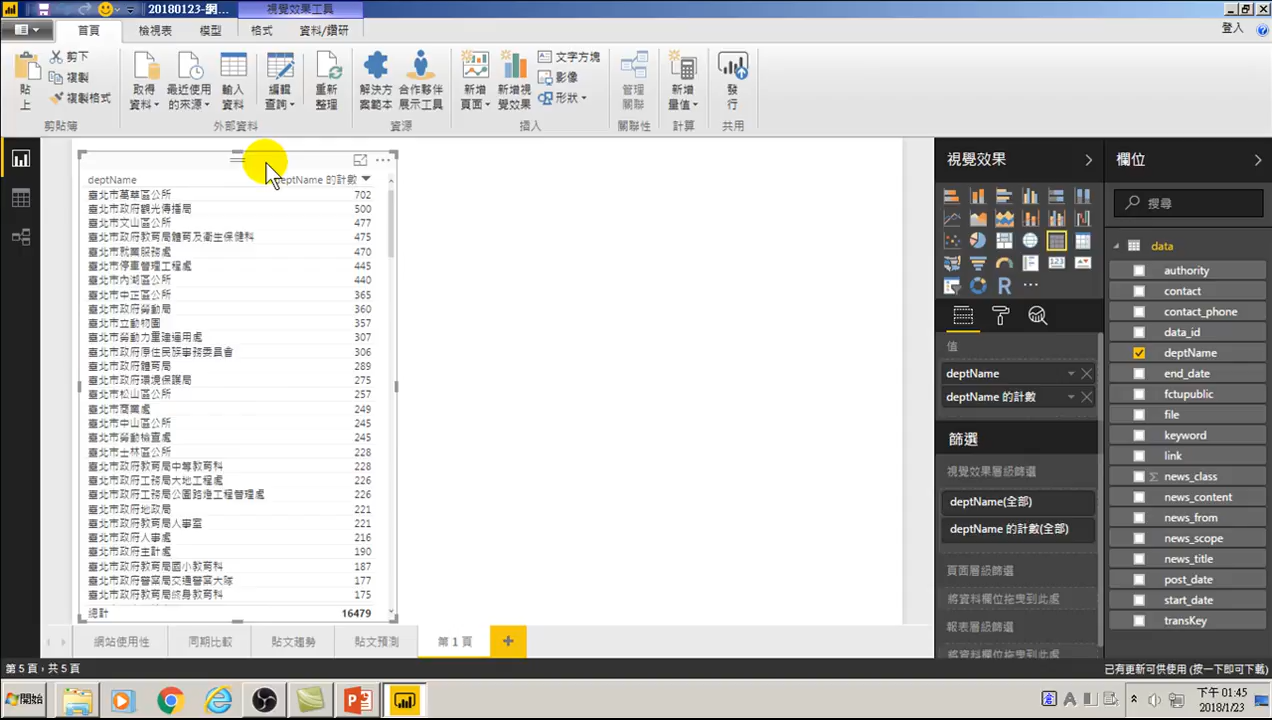 20180123-網...
視覺效果工具
首頁
檢視表
模型
格式
資料/鑽研
登入
貼上
剪下
複製
複製格式
剪貼簿
取得資料
最近使用的來源
輸入資料
編輯查詢
重新整理
外部資料
解決方案範本
合作夥伴展示工具
資源
新增頁面
新增視覺效果
文字方塊
影像
形狀
插入
管理關聯
關聯性
新增量值
計算
發行
共用
deptName
deptName 的計數
臺北市萬華區公所 702
臺北市政府觀光傳播局 500
臺北市文山區公所 477
臺北市政府教育局體育及衛生保健科 475
臺北市就業服務處 470
臺北市停車管理工程處 445
臺北市內湖區公所 440
臺北市中正區公所 365
臺北市政府勞動局 360
臺北市立動物園 357
臺北市勞動力重建運用處 307
臺北市政府原住民族事務委員會 306
臺北市政府體育局 289
臺北市政府環境保護局 275
臺北市松山區公所 257
臺北市商業處 249
臺北市中山區公所 245
臺北市勞動檢查處 245
臺北市士林區公所 228
臺北市政府教育局中等教育科 228
臺北市政府工務局大地工程處 226
臺北市政府工務局公園路燈工程管理處 226
臺北市政府地政局 221
臺北市政府教育局人事室 221
臺北市政府人事處 216
臺北市政府主計處 190
臺北市政府教育局國小教育科 187
臺北市政府警察局交通警察大隊 177
臺北市政府教育局終身教育科 175
總計 16479
網站使用性
同期比較
貼文趨勢
貼文預測
第 1 頁
視覺效果
R
123
值
deptName
deptName 的計數
篩選
視覺效果層級篩選
deptName(全部)
deptName 的計數(全部)
頁面層級篩選
將資料欄位拖曳到此處
報表層級篩選
將資料欄位拖曳到此處
欄位
搜尋
data
authority
contact
contact_phone
data_id
deptName
end_date
fctupublic
file
keyword
link
Σ news_class
news_content
news_from
news_scope
news_title
post_date
start_date
transKey
第 5 頁，共 5 頁
已有更新可供使用 (按一下即可下載)
開始
下午 01:45
2018/1/23